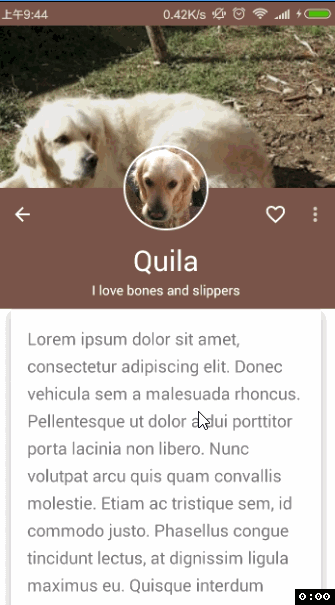 上午9:44 0.42K/s
Quila
I love bones and slippers
Lorem ipsum dolor sit amet,
consectetur adipiscing elit. Donec
vehicula sem a malesuada rhoncus.
Pellentesque ut dolor a dui porttitor
porta lacinia non libero. Nunc
volutpat arcu quis quam convallis
molestie. Etiam ac tristique sem, id
commodo justo. Phasellus congue
tincidunt lectus, at dignissim ligula
maximus eu. Quisque interdum
0:00